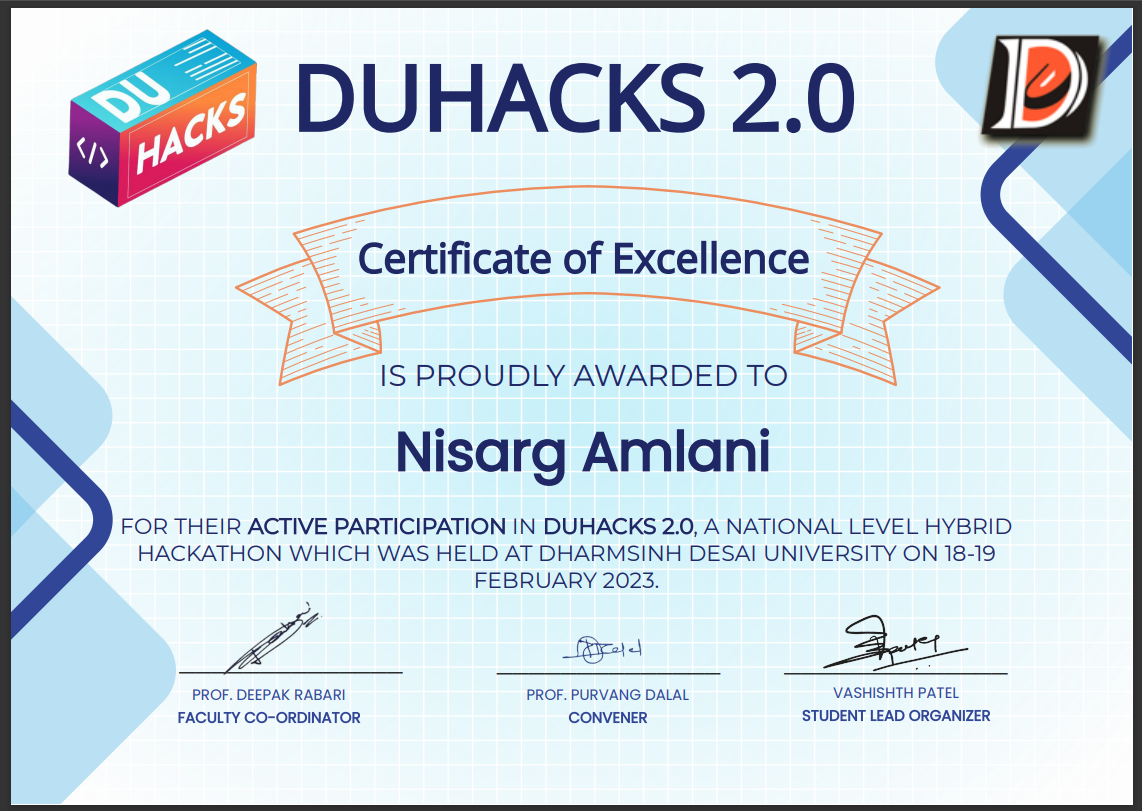 DU
HACKS
</>
DUHACKS 2.0
Certificate of Excellence
IS PROUDLY AWARDED TO
Nisarg Amlani
FOR THEIR ACTIVE PARTICIPATION IN DUHACKS 2.0, A NATIONAL LEVEL HYBRID
HACKATHON WHICH WAS HELD AT DHARMSINH DESAI UNIVERSITY ON 18-19
FEBRUARY 2023.
PROF. DEEPAK RABARI
FACULTY CO-ORDINATOR
PROF. PURVANG DALAL
CONVENER
VASHISHTH PATEL
STUDENT LEAD ORGANIZER